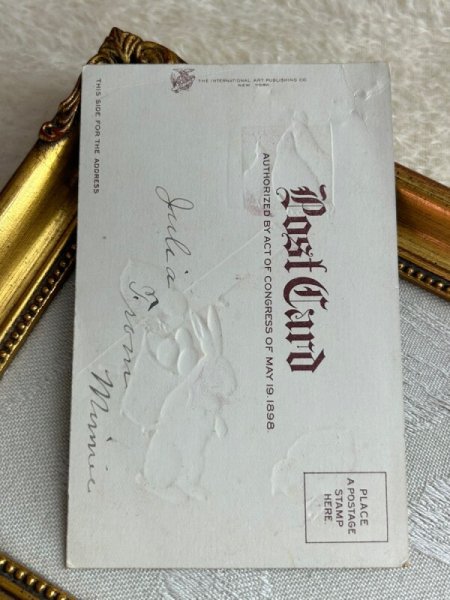 THE INTERNATIONAL ART PUBLISHING CO.
NEW YORK.
Post Card
AUTHORIZED BY ACT OF CONGRESS OF MAY 19. 1898.
THIS SIDE FOR THE ADDRESS
PLACE
A POSTAGE
STAMP
HERE.
Julia
From
Minnie